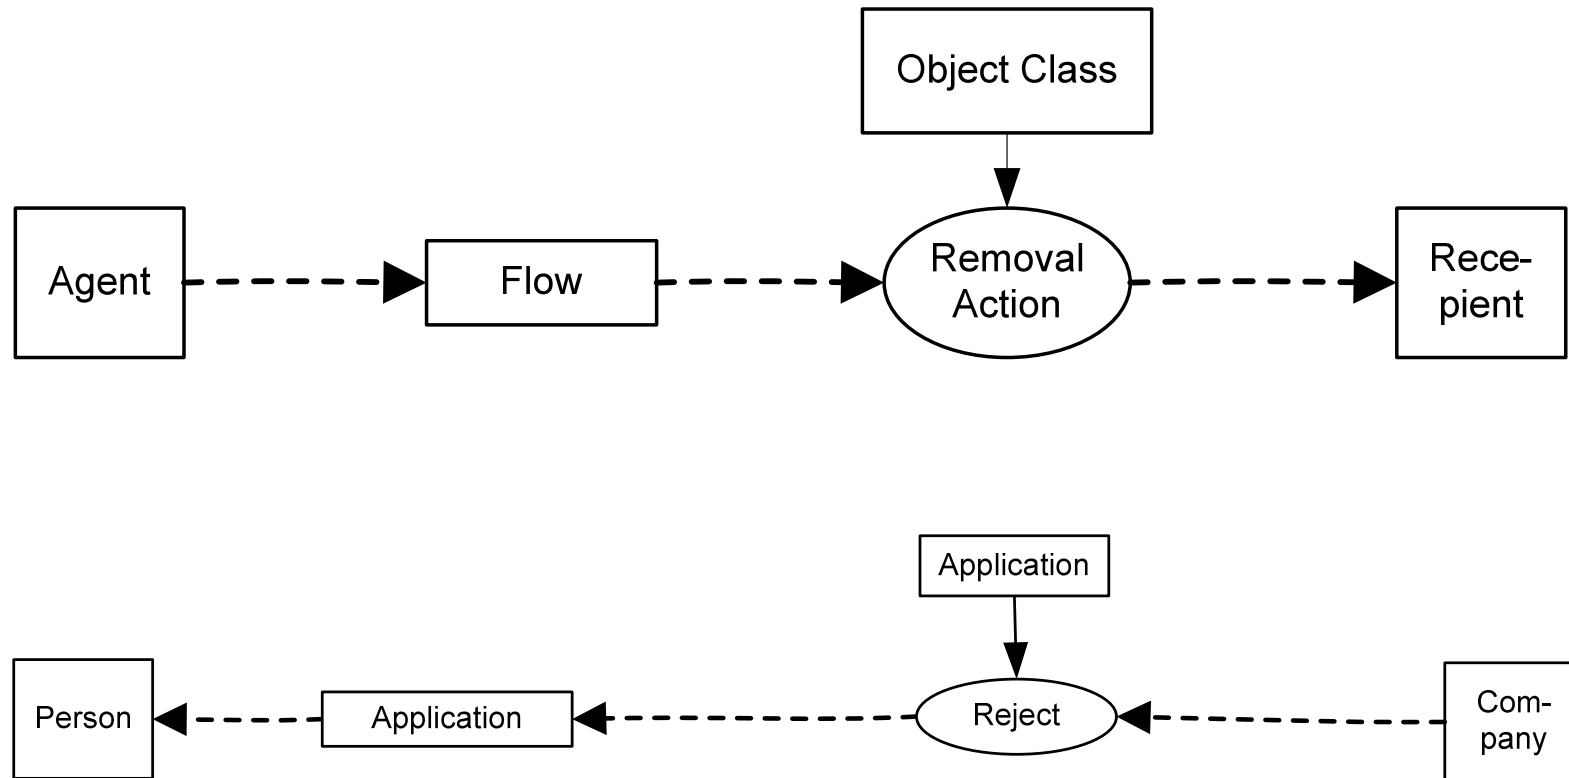 Object Class
Agent
Flow
Removal
Action
Rece-
pient
Application
Person
Application
Reject
Com-
pany